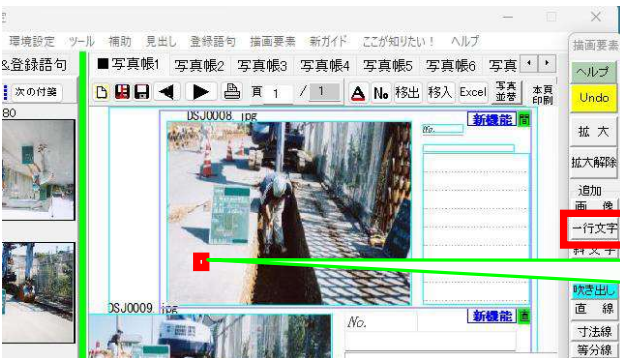 環境設定 ツール 補助 見出し 登録語句 描画要素 新ガイド ここが知りたい! ヘルプ
描画要素
&登録語句
■写真帳1 写真帳2 写真帳3 写真帳4 写真帳5 写真帳6 写真
ヘルプ
次の付箋
頁 1 / 1 A No 移出 移入 Excel 写真並替 本頁印刷
Undo
80
DSJ0008.jpg
新機能
No.
拡 大
拡大解除
追加
画 像
一行文字
斜文字
吹き出し
直 線
DSJ0009.jpg
No.
新機能
寸法線
等分線